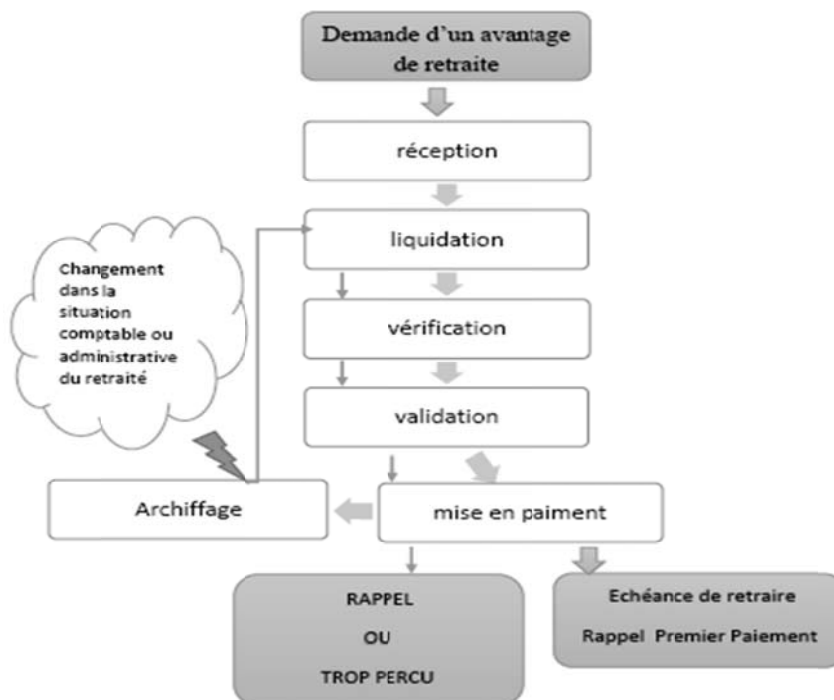 Demande d'un avantage
de retraite
réception
liquidation
Changement
dans la
situation
comptable ou
administrative
du retraité
vérification
validation
Archiffage
mise en paiment
RAPPEL
OU
TROP PERCU
Echéance de retraire
Rappel Premier Paiement